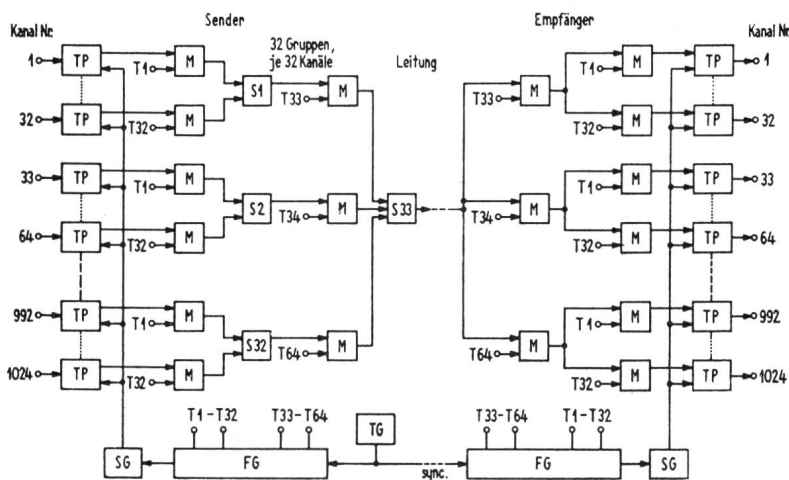 Sender
Empfänger
Kanal Nr.
32 Gruppen,
je 32 Kanäle
Leitung
Kanal Nr.
1 TP T1 M
S1 T33 M
T33 M
T1 M TP 1
32 TP T32 M
T32 M TP 32
33 TP T1 M
S2 T34 M
S33
T34 M
T1 M TP 33
64 TP T32 M
T32 M TP 64
992 TP T1 M
S32 T64 M
T64 M
T1 M TP 992
1024 TP T32 M
T32 M TP 1024
T1-T32 T33-T64
TG
T33-T64 T1-T32
SG FG
sync.
FG SG